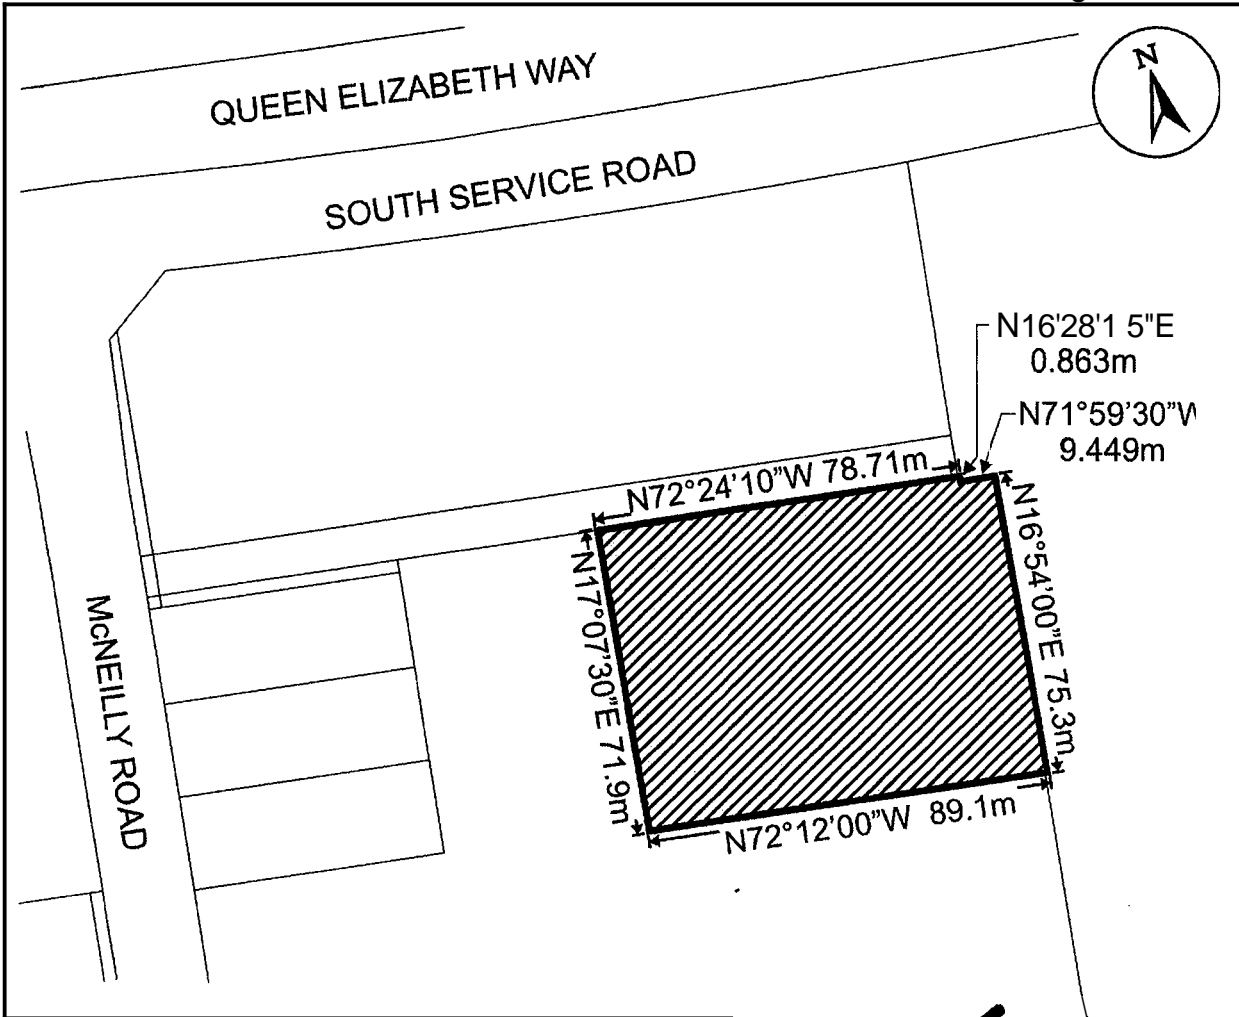 QUEEN ELIZABETH WAY
N
SOUTH SERVICE ROAD
N16'28'1 5"E
0.863m
N71°59'30"W
9.449m
N72°24'10"W 78.71m
N17°07'30"E 71.9m
N16°54'00"E 75.3m
N72°12'00"W 89.1m
McNEILLY ROAD